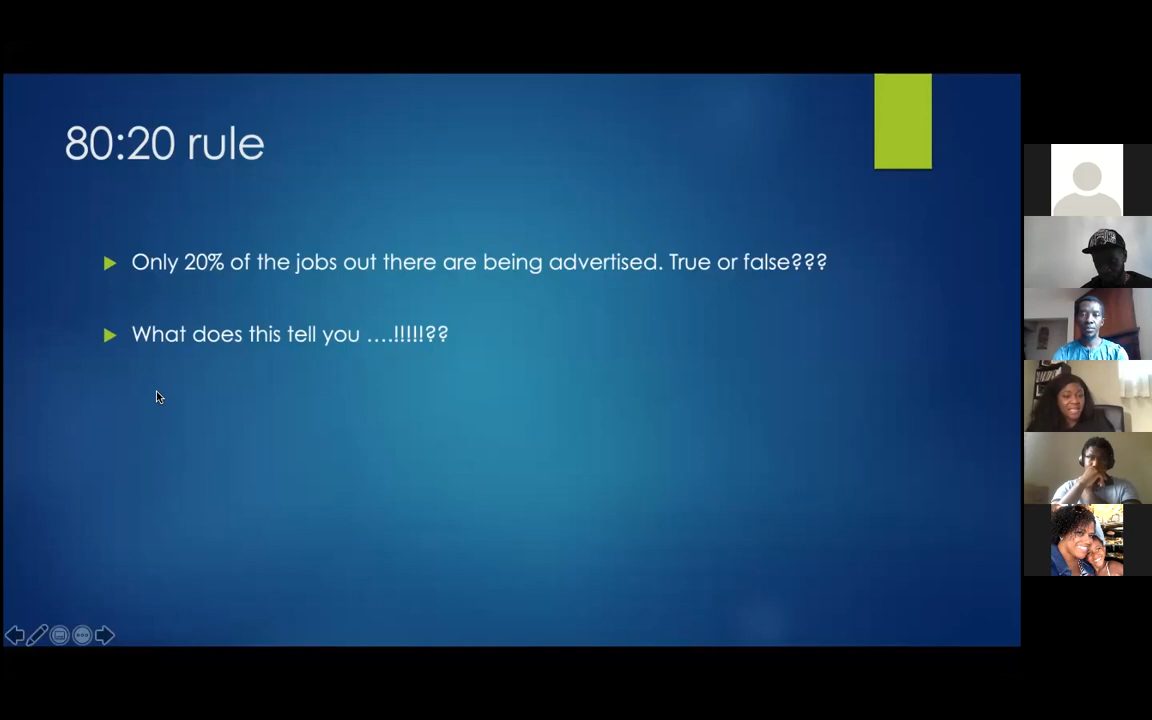 80:20 rule
Only 20% of the jobs out there are being advertised. True or false???
What does this tell you ....!!!!!??